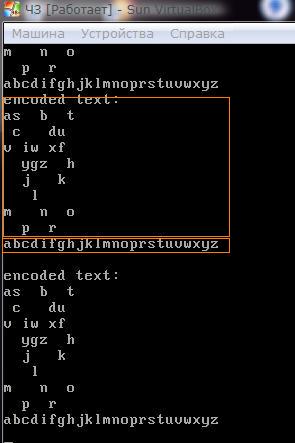 ЧЗ [Работает] - Sun VirtualBox
Машина Устройства Справка
m   n  o
  p  r
abcdifghjklmnoprstuvwxyz
encoded text:
as  b  t
 c   du
v iw xf
  ygz  h
  j   k
   l
m   n  o
  p  r
abcdifghjklmnoprstuvwxyz
encoded text:
as  b  t
 c   du
v iw xf
  ygz  h
  j   k
   l
m   n  o
  p  r
abcdifghjklmnoprstuvwxyz